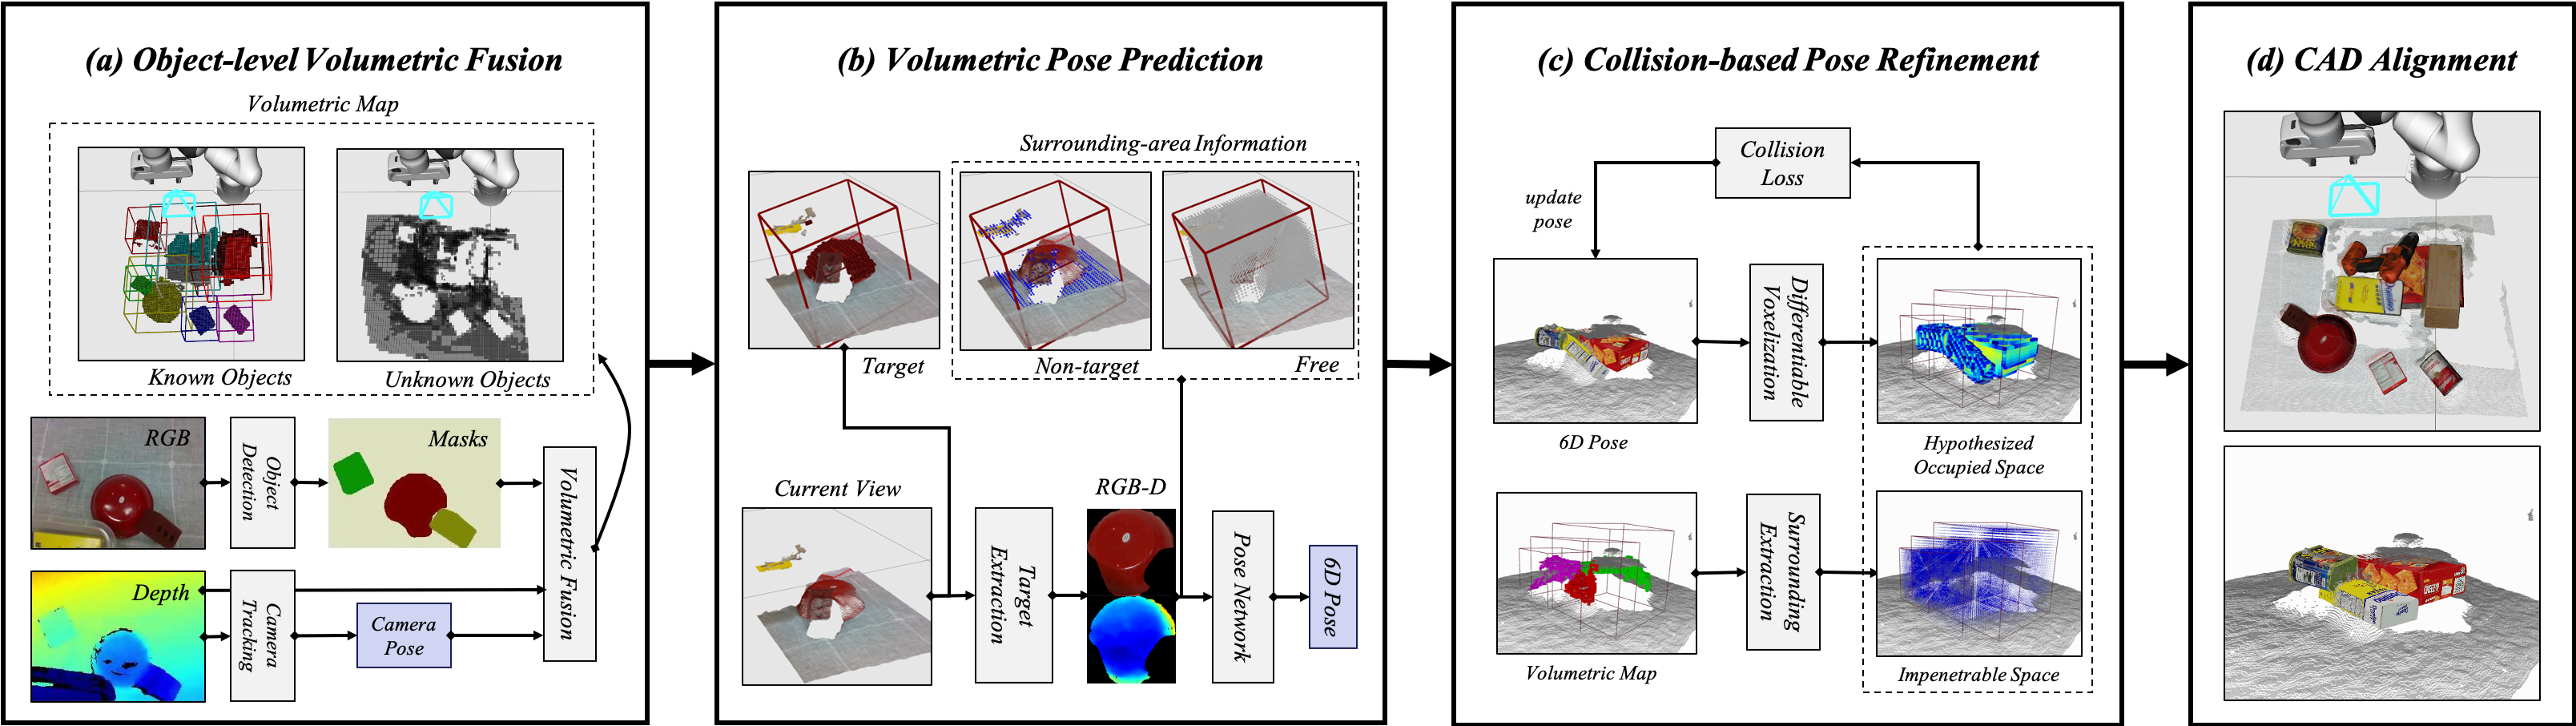 (a) Object-level Volumetric Fusion
Volumetric Map
Known Objects
Unknown Objects
RGB
Object
Detection
Masks
Depth
Camera
Tracking
Camera
Pose
Volumetric Fusion
(b) Volumetric Pose Prediction
Surrounding-area Information
Target
Non-target
Free
Current View
Target
Extraction
RGB-D
Pose Network
6D Pose
(c) Collision-based Pose Refinement
Collision
Loss
update
pose
6D Pose
Differentiable
Voxelization
Hypothesized
Occupied Space
Volumetric Map
Surrounding
Extraction
Impenetrable Space
(d) CAD Alignment